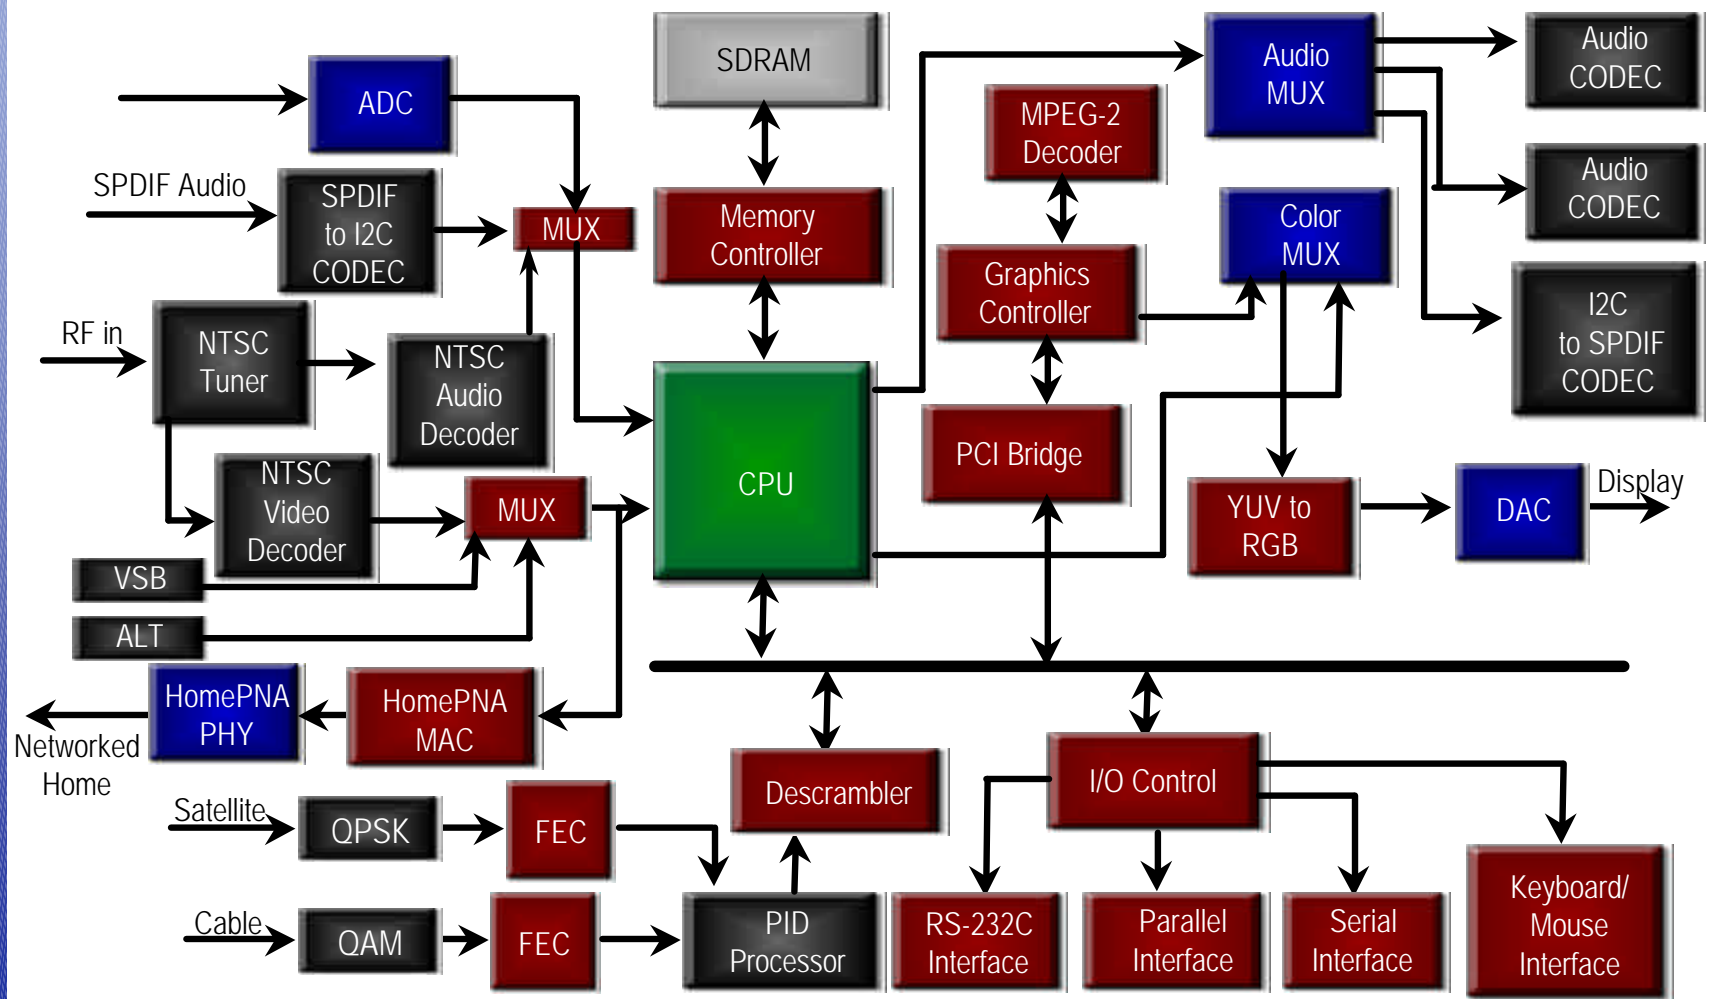 ADC
SDRAM
Audio
MUX
Audio
CODEC
MPEG-2
Decoder
SPDIF Audio
SPDIF
to I2C
CODEC
MUX
Memory
Controller
Color
MUX
Audio
CODEC
Graphics
Controller
I2C
to SPDIF
CODEC
RF in
NTSC
Tuner
NTSC
Audio
Decoder
CPU
PCI Bridge
NTSC
Video
Decoder
MUX
YUV to
RGB
DAC
Display
VSB
ALT
HomePNA
PHY
HomePNA
MAC
Networked
Home
Descrambler
I/O Control
Satellite
QPSK
FEC
Cable
QAM
FEC
PID
Processor
RS-232C
Interface
Parallel
Interface
Serial
Interface
Keyboard/
Mouse
Interface